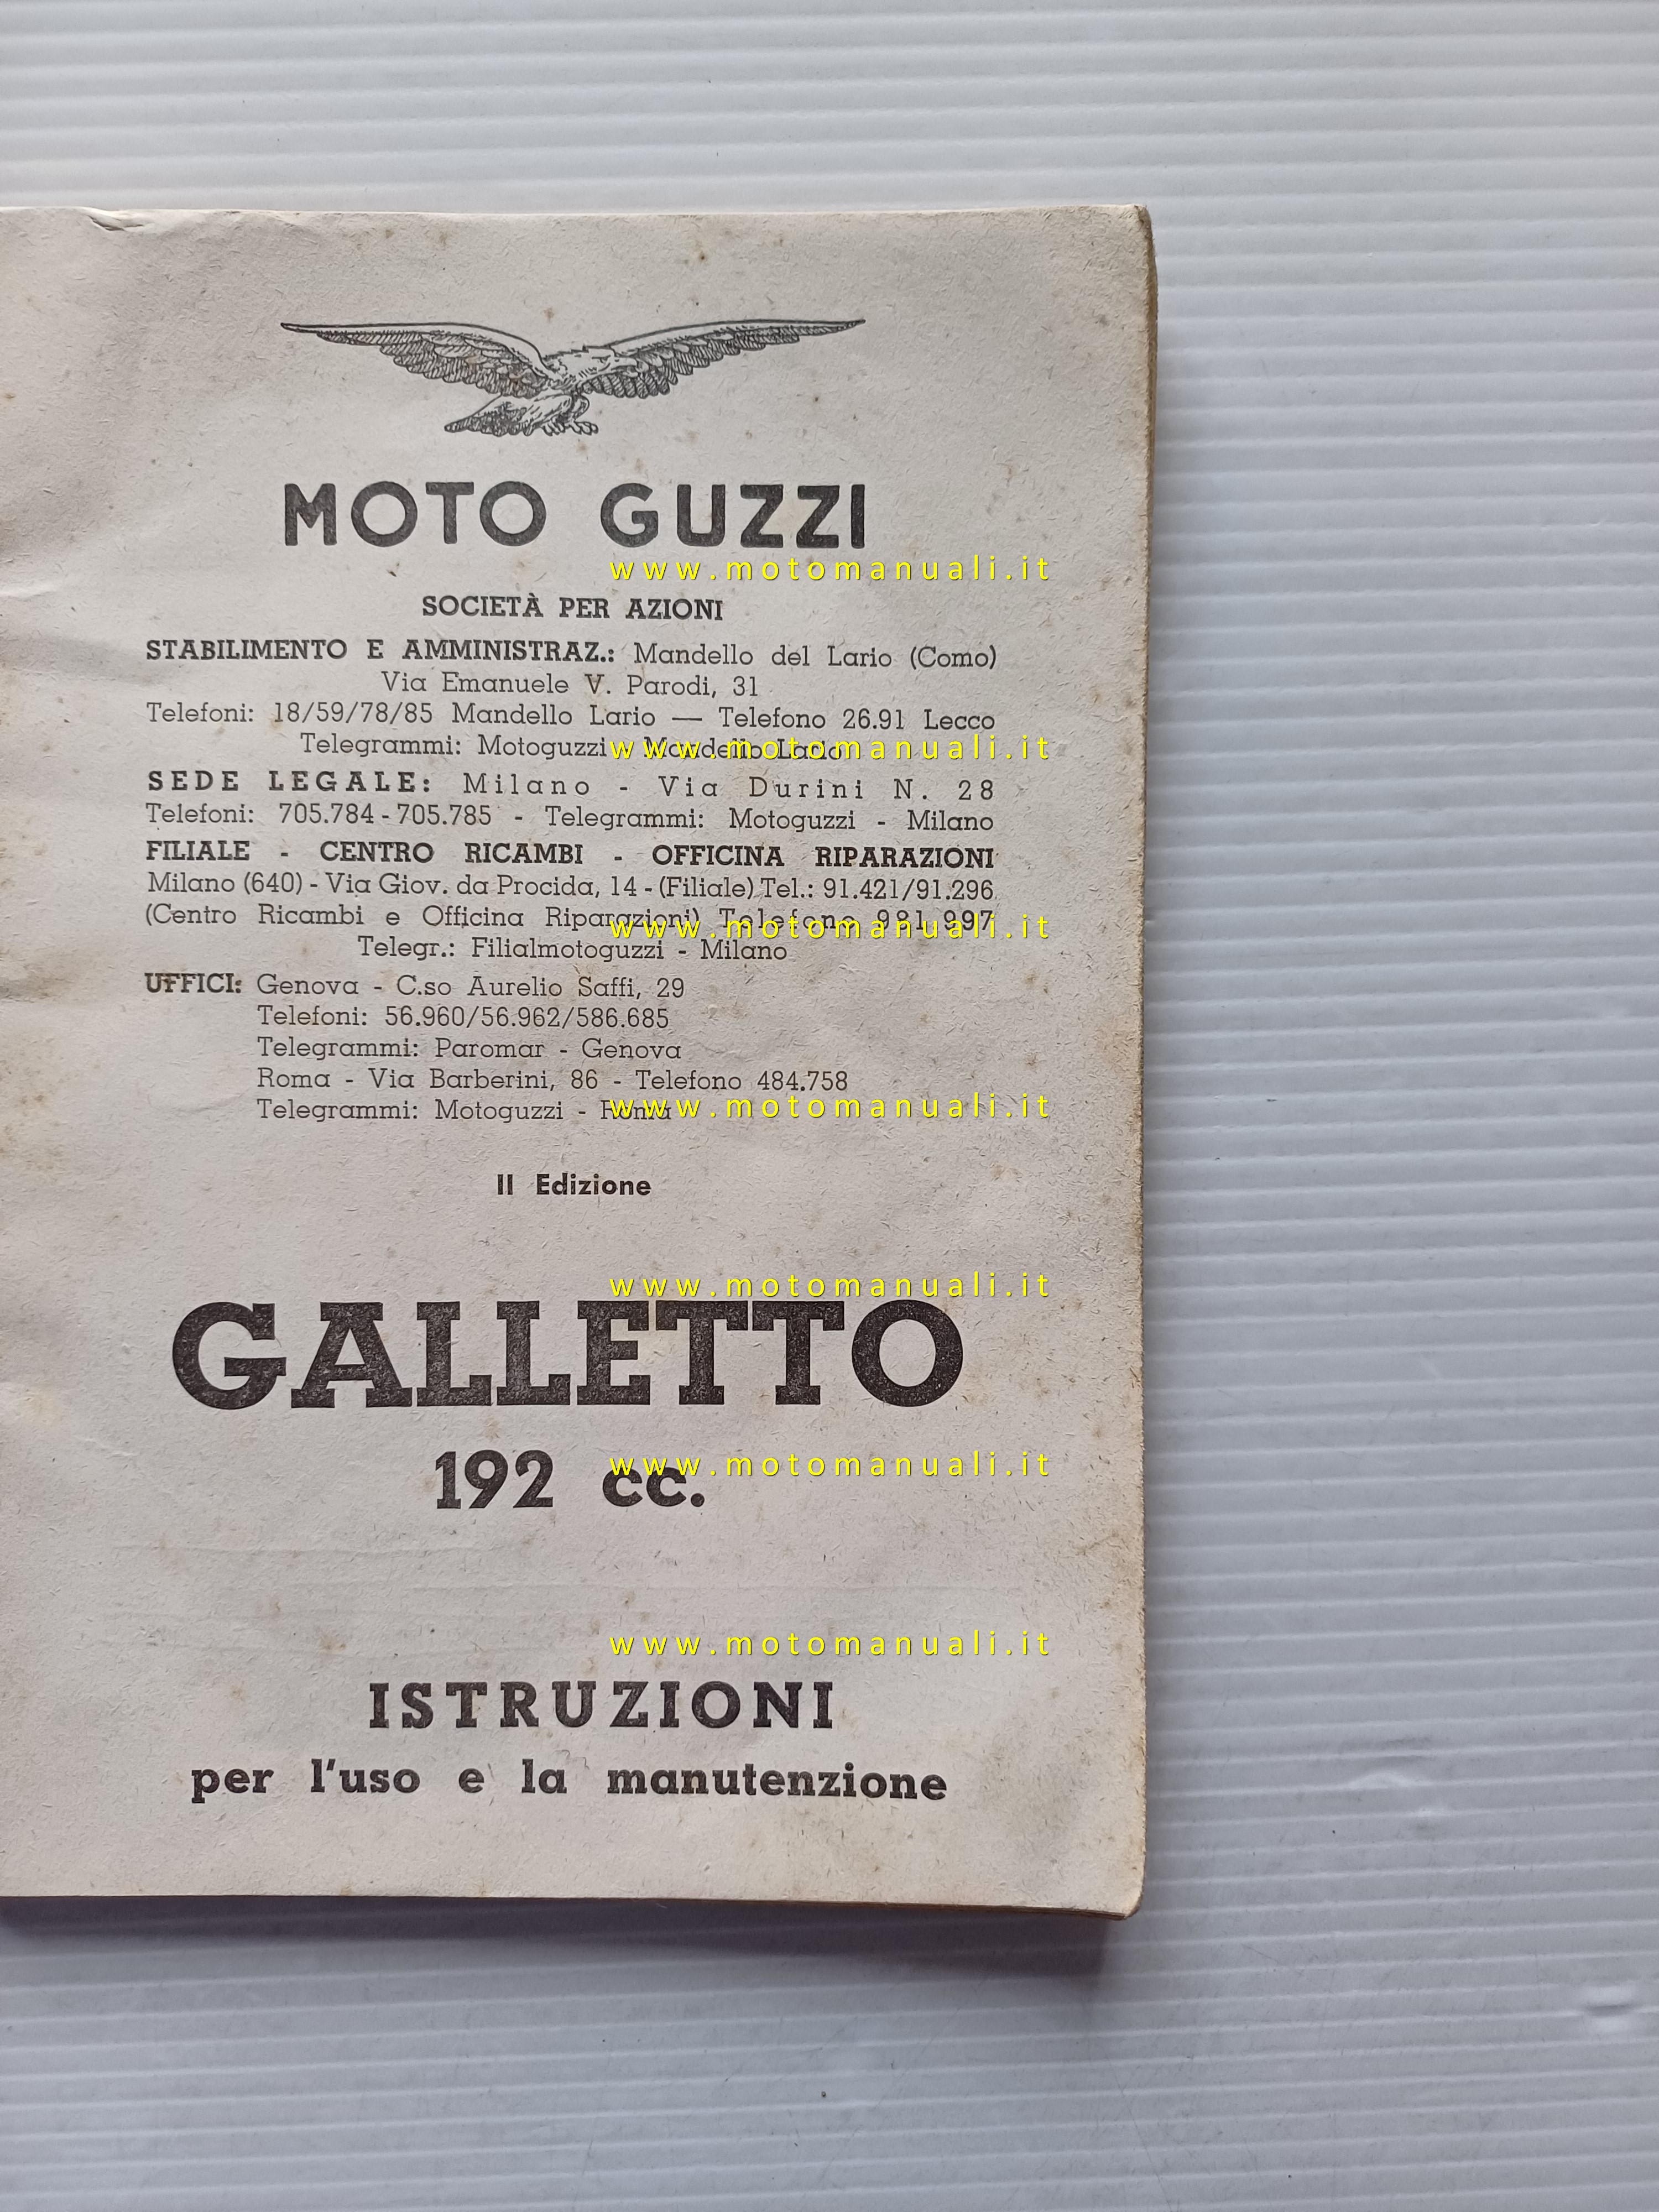 MOTO GUZZI
www.motomanuali.it
SOCIETÀ PER AZIONI
STABILIMENTO E AMMINISTRAZ.: Mandello del Lario (Como)
Via Emanuele V. Parodi, 31
Telefoni: 18/59/78/85 Mandello Lario — Telefono 26.91 Lecco
Telegrammi: Motoguzzi - Mandello Lario
www.motomanuali.it
SEDE LEGALE: Milano - Via Durini N. 28
Telefoni: 705.784 - 705.785 - Telegrammi: Motoguzzi - Milano
FILIALE - CENTRO RICAMBI - OFFICINA RIPARAZIONI
Milano (640) - Via Giov. da Procida, 14 - (Filiale) Tel.: 91.421/91.296
(Centro Ricambi e Officina Riparazioni) Telefono 981 997
www.motomanuali.it
Telegr.: Filialmotoguzzi - Milano
UFFICI: Genova - C.so Aurelio Saffi, 29
Telefoni: 56.960/56.962/586.685
Telegrammi: Paromar - Genova
Roma - Via Barberini, 86 - Telefono 484.758
Telegrammi: Motoguzzi - Roma
www.motomanuali.it
II Edizione
www.motomanuali.it
GALLETTO
192 cc.
www.motomanuali.it
www.motomanuali.it
ISTRUZIONI
per l'uso e la manutenzione